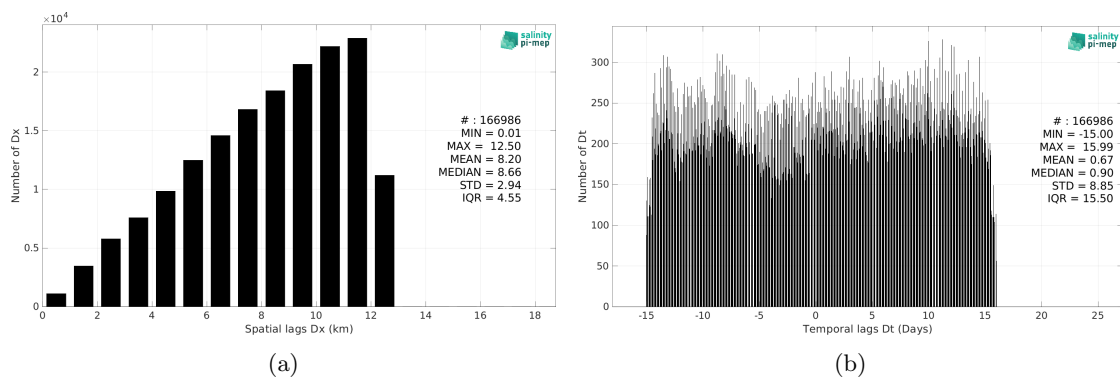 ×10⁴
2
1.5
1
0.5
0
Number of Dx
0 2 4 6 8 10 12 14 16 18
Spatial lags Dx (km)
salinity
pi-mep
# : 166986
MIN = 0.01
MAX = 12.50
MEAN = 8.20
MEDIAN = 8.66
STD = 2.94
IQR = 4.55
(a)
300
250
200
150
100
50
0
Number of Dt
-15 -10 -5 0 5 10 15 20 25
Temporal lags Dt (Days)
salinity
pi-mep
# : 166986
MIN = -15.00
MAX = 15.99
MEAN = 0.67
MEDIAN = 0.90
STD = 8.85
IQR = 15.50
(b)